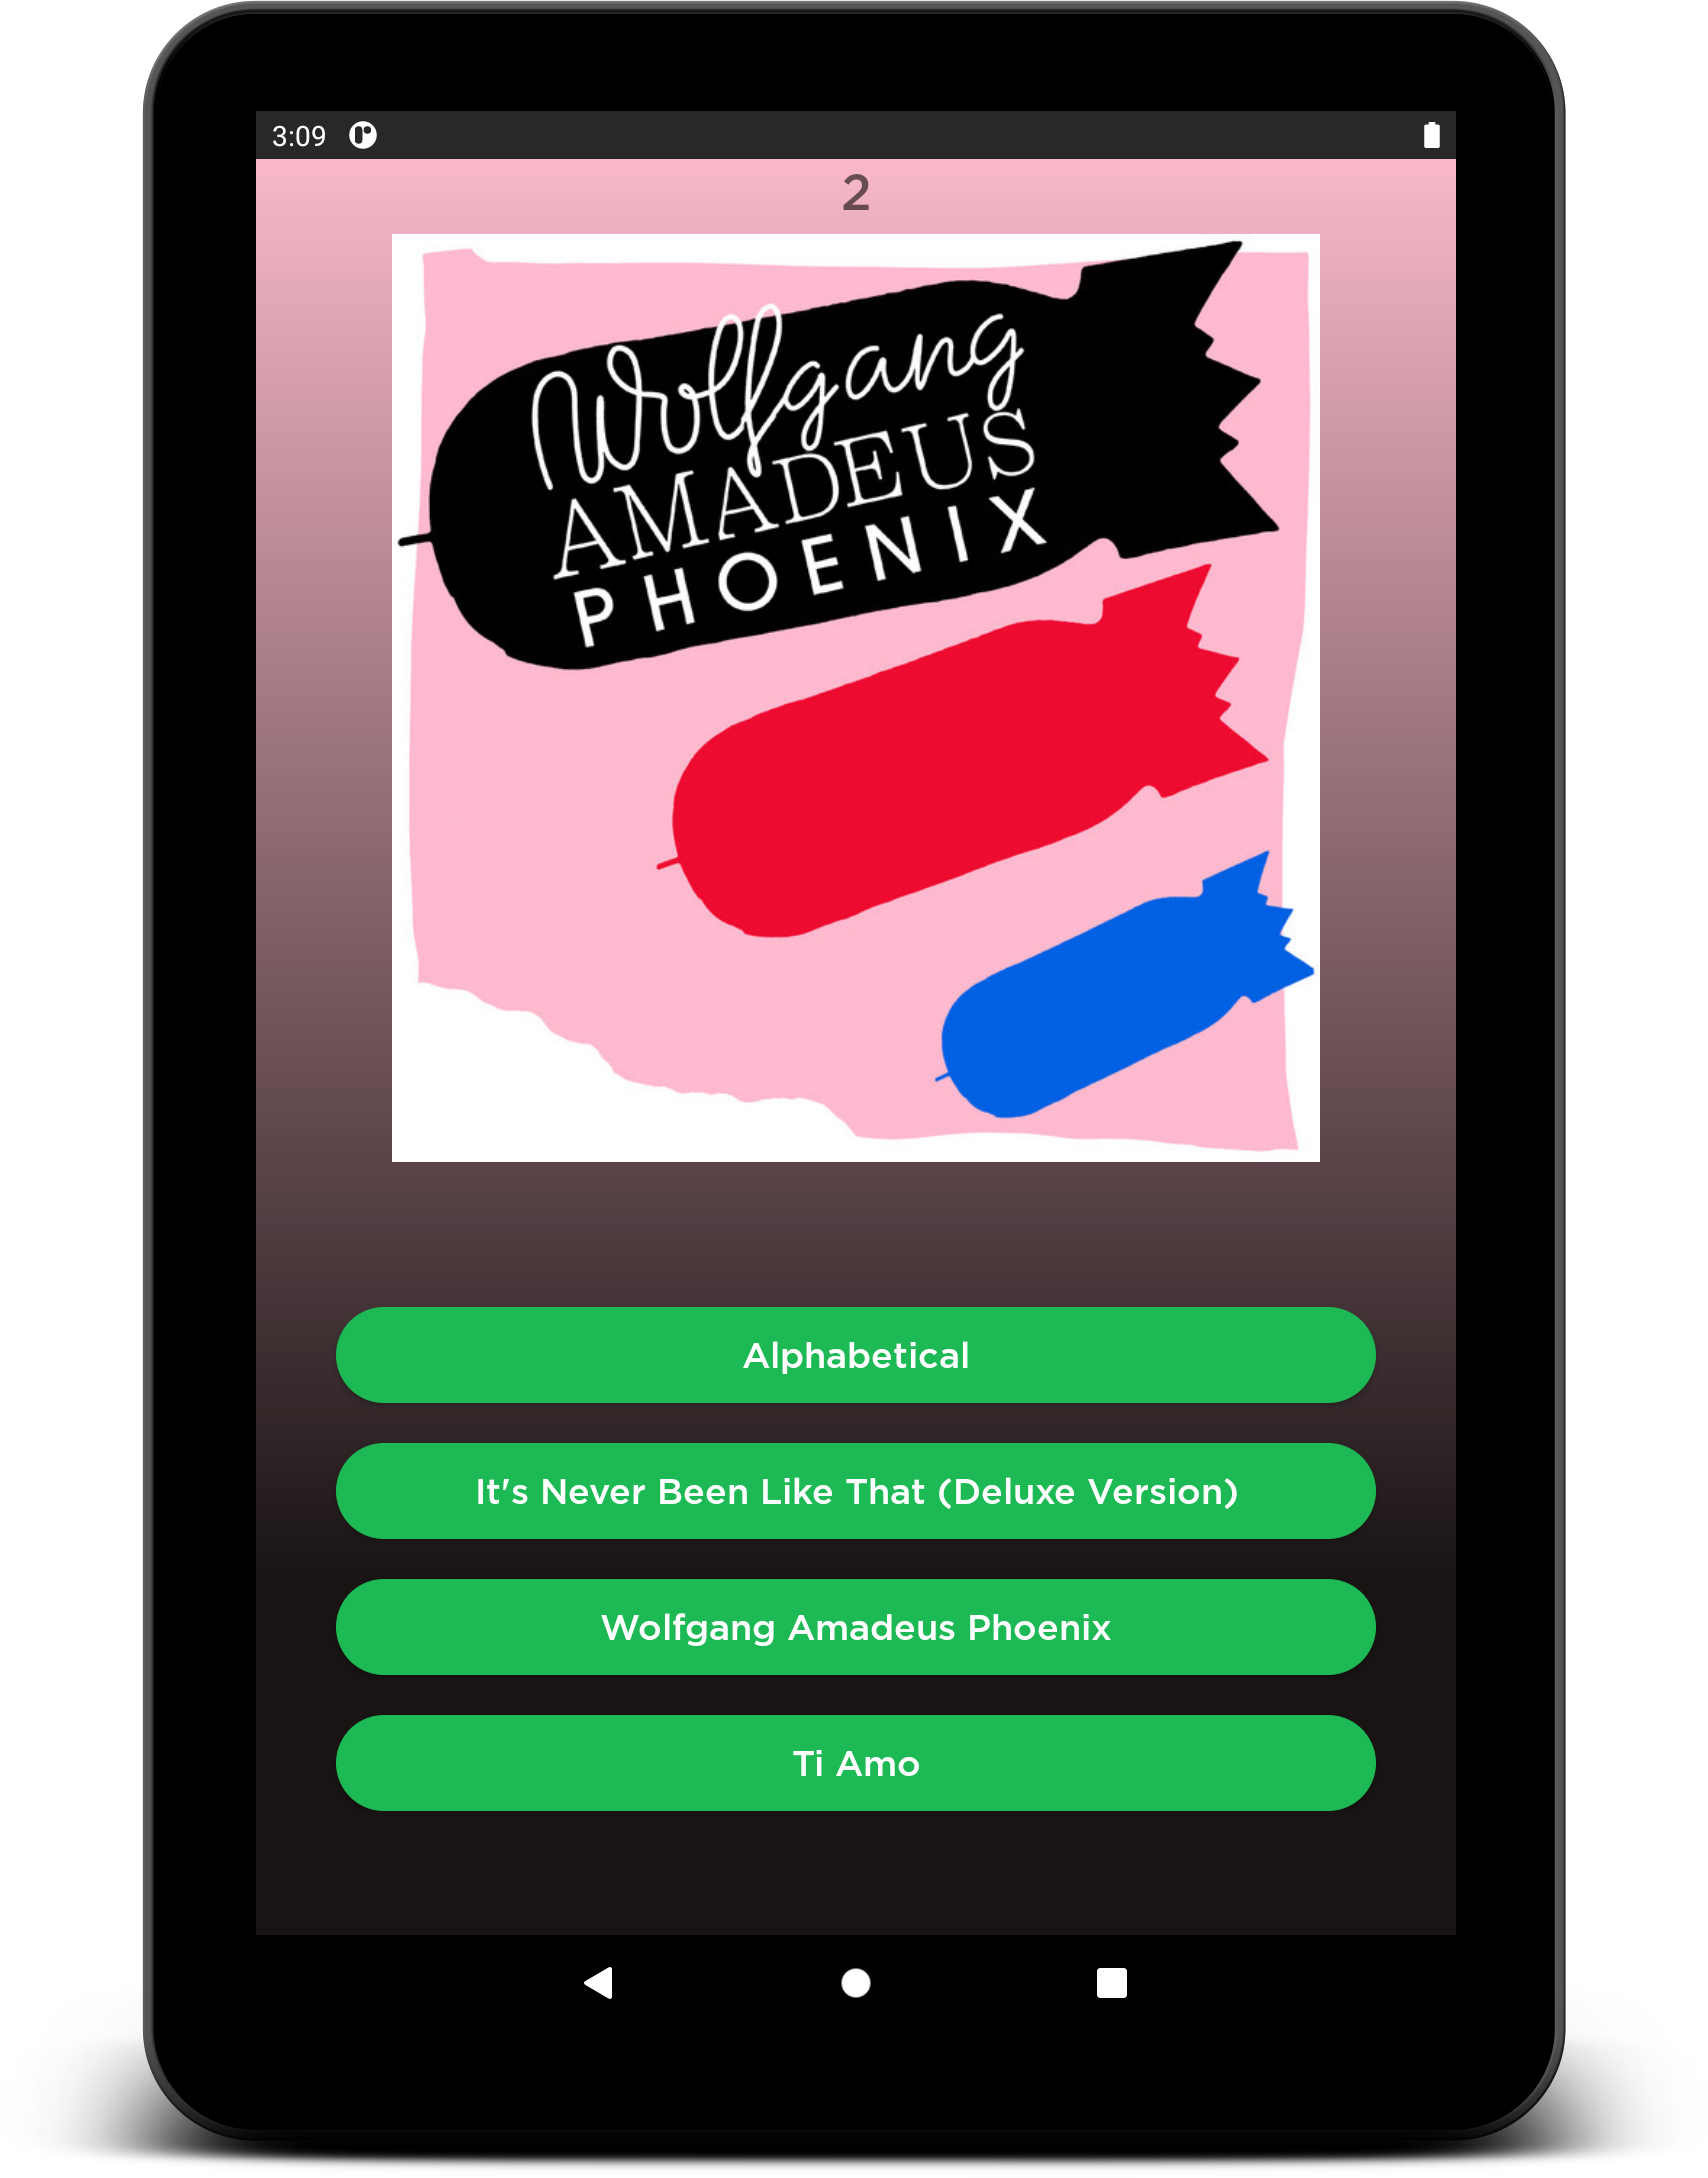 3:09
2
Wolfgang
AMADEUS
PHOENIX
Alphabetical
It's Never Been Like That (Deluxe Version)
Wolfgang Amadeus Phoenix
Ti Amo